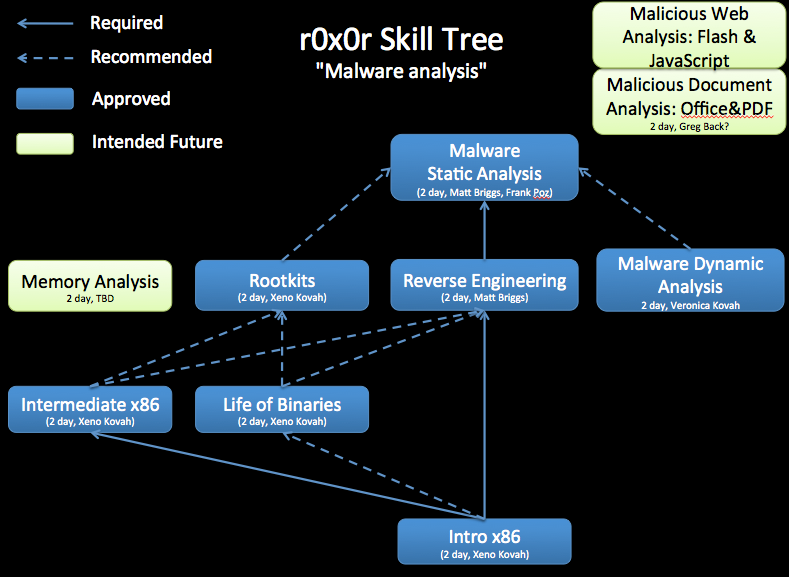 Required
Recommended
Approved
Intended Future
r0x0r Skill Tree
"Malware analysis"
Malicious Web
Analysis: Flash &
JavaScript
Malicious Document
Analysis: Office&PDF
2 day, Greg Back?
Malware
Static Analysis
(2 day, Matt Briggs, Frank Poz)
Memory Analysis
2 day, TBD
Rootkits
(2 day, Xeno Kovah)
Reverse Engineering
(2 day, Matt Briggs)
Malware Dynamic
Analysis
2 day, Veronica Kovah
Intermediate x86
(2 day, Xeno Kovah)
Life of Binaries
(2 day, Xeno Kovah)
Intro x86
(2 day, Xeno Kovah)